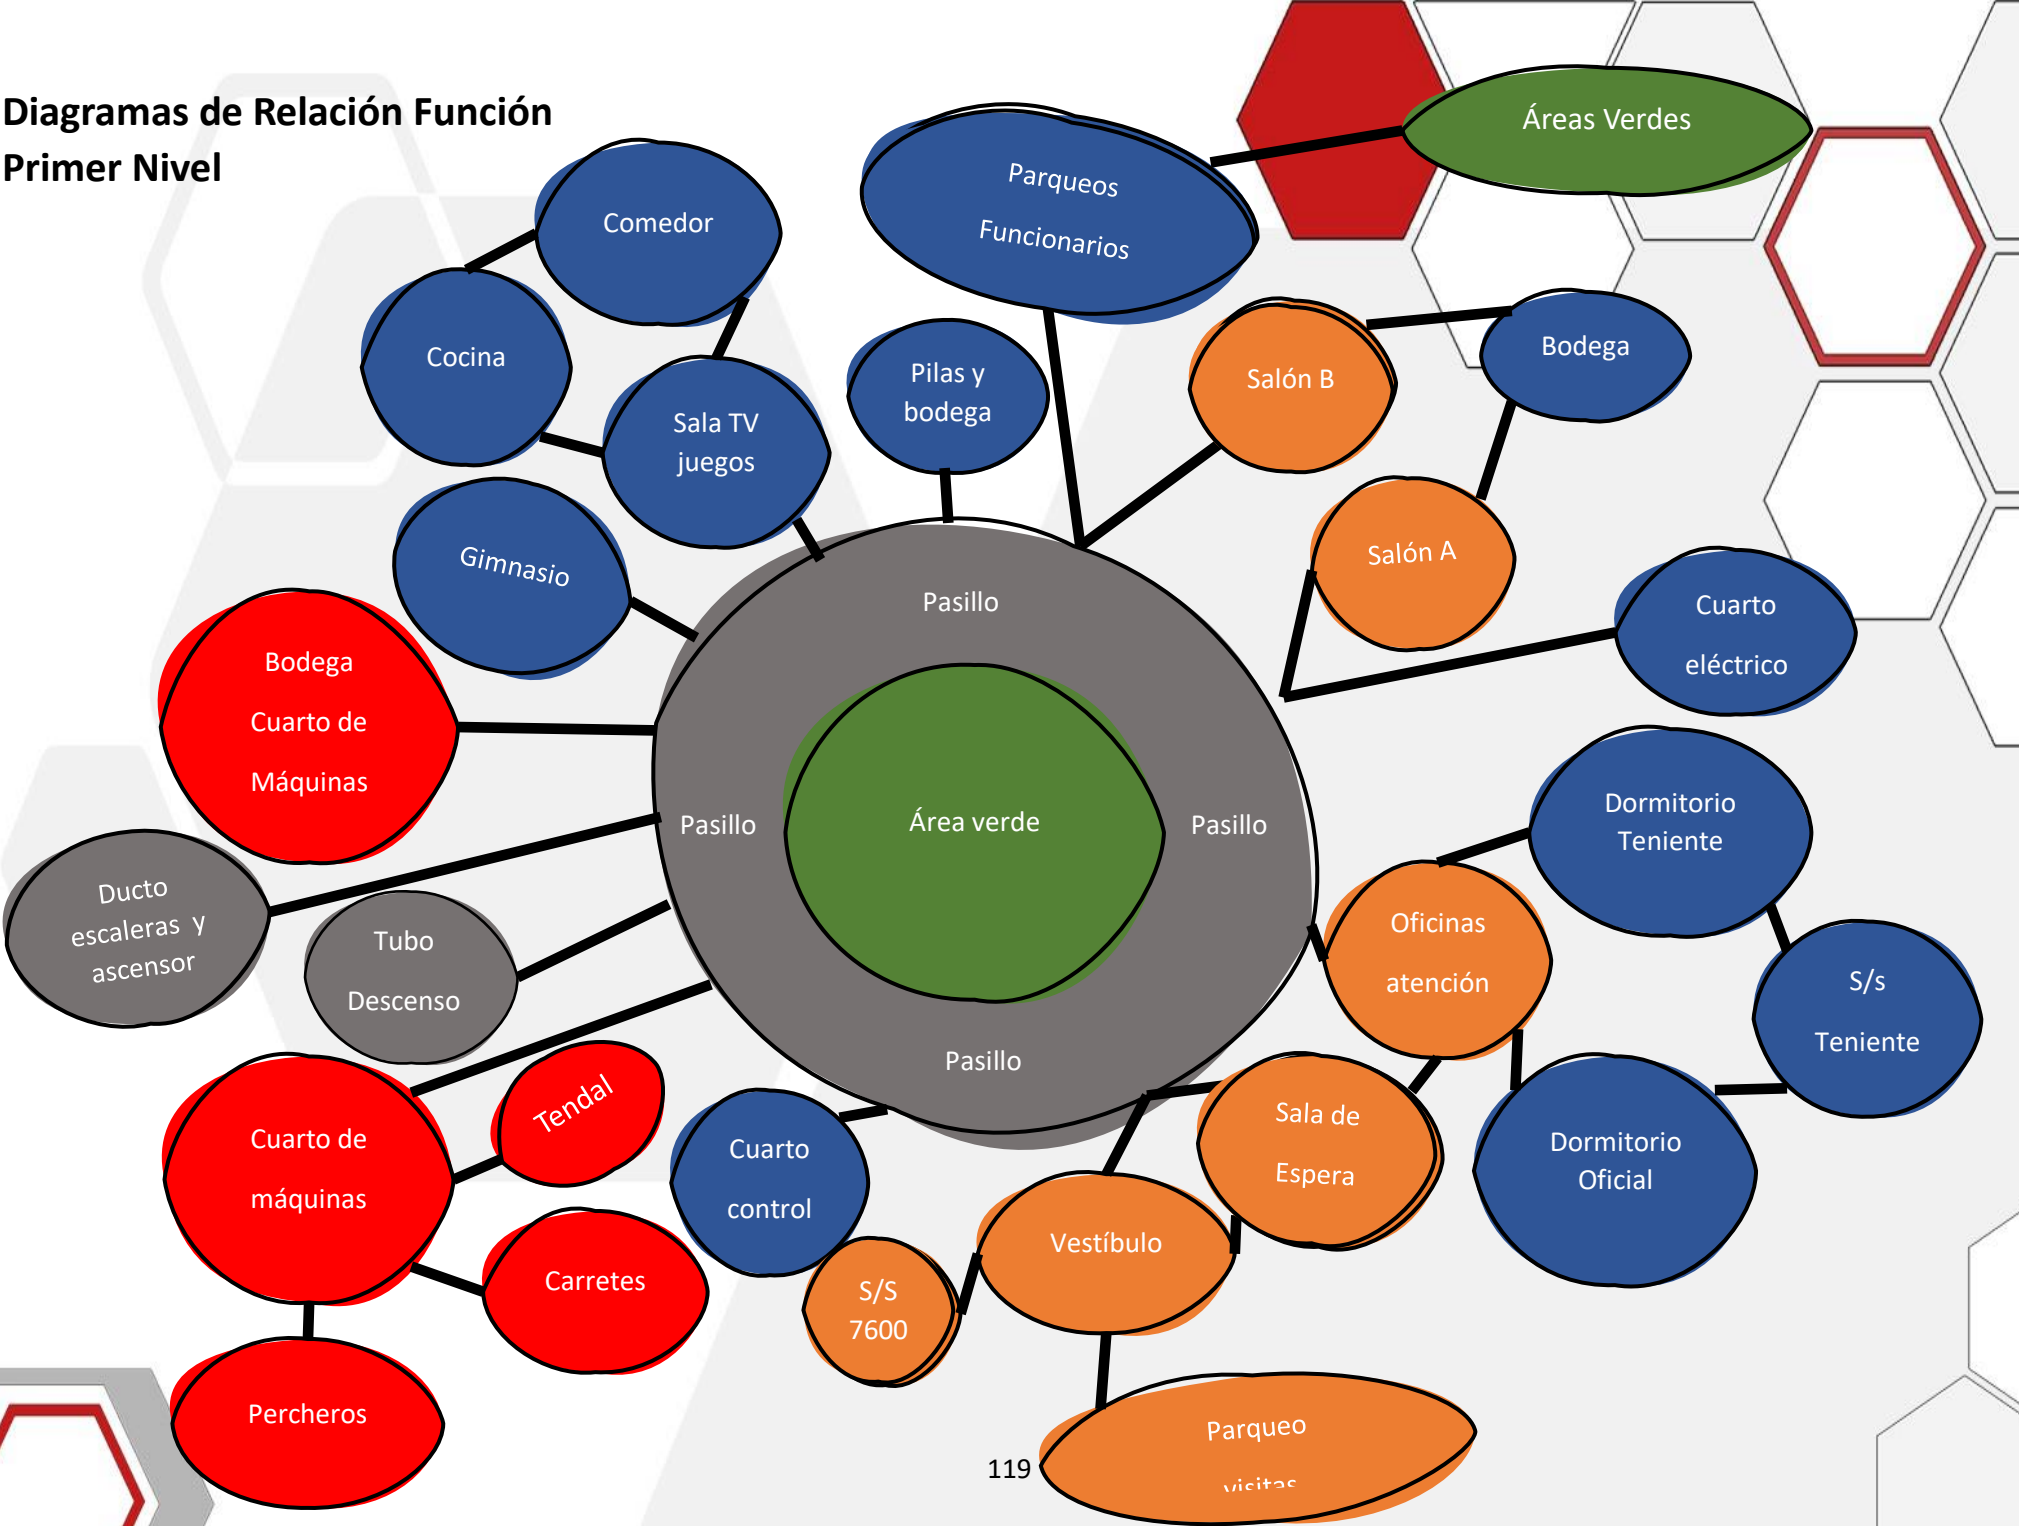 Diagramas de Relación Función
Primer Nivel
Áreas Verdes
Parqueos
Funcionarios
Comedor
Cocina
Sala TV
juegos
Pilas y
bodega
Salón B
Bodega
Salón A
Gimnasio
Cuarto
eléctrico
Bodega
Cuarto de
Máquinas
Pasillo
Pasillo
Área verde
Pasillo
Pasillo
Dormitorio
Teniente
Ducto
escaleras y
ascensor
Tubo
Descenso
Oficinas
atención
S/s
Teniente
Tendal
Cuarto de
máquinas
Cuarto
control
Sala de
Espera
Dormitorio
Oficial
Vestíbulo
Carretes
S/S
7600
Percheros
Parqueo
visitas
119